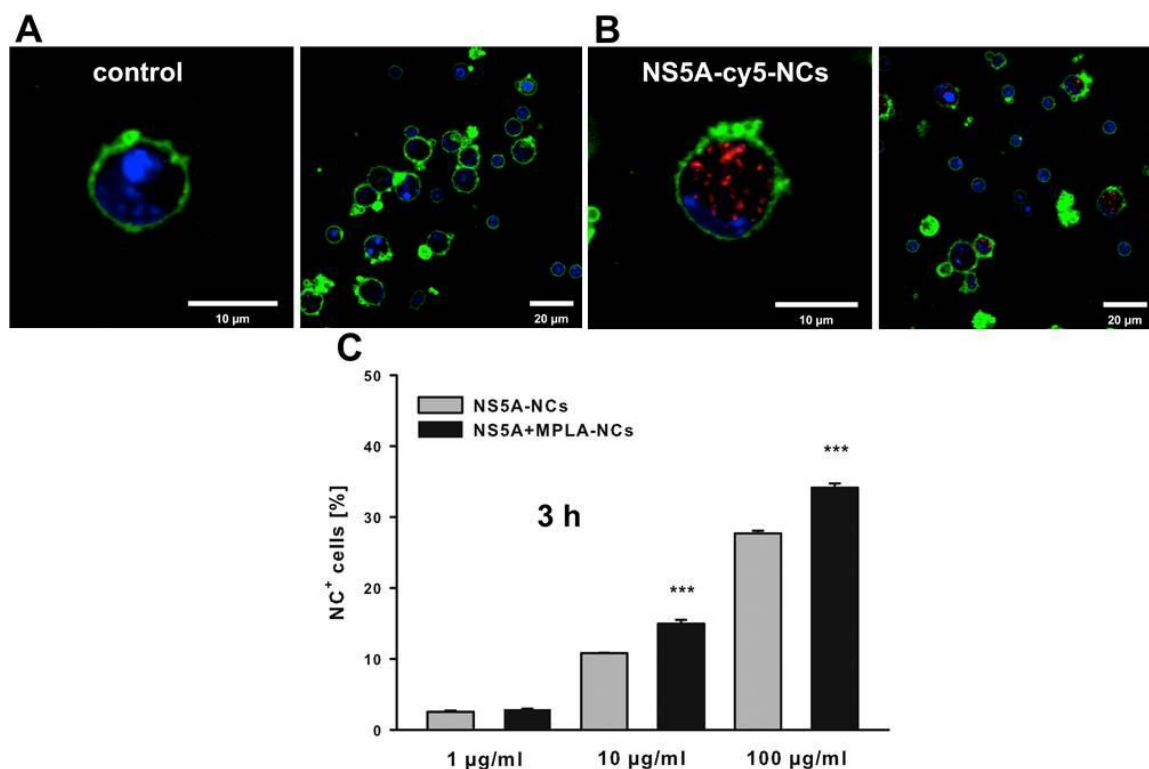 A
B
control
NS5A-cy5-NCs
10 µm
20 µm
10 µm
20 µm
C
50
40
30
20
10
0
NC⁺ cells [%]
NS5A-NCs
NS5A+MPLA-NCs
3 h
***
***
1 µg/ml
10 µg/ml
100 µg/ml